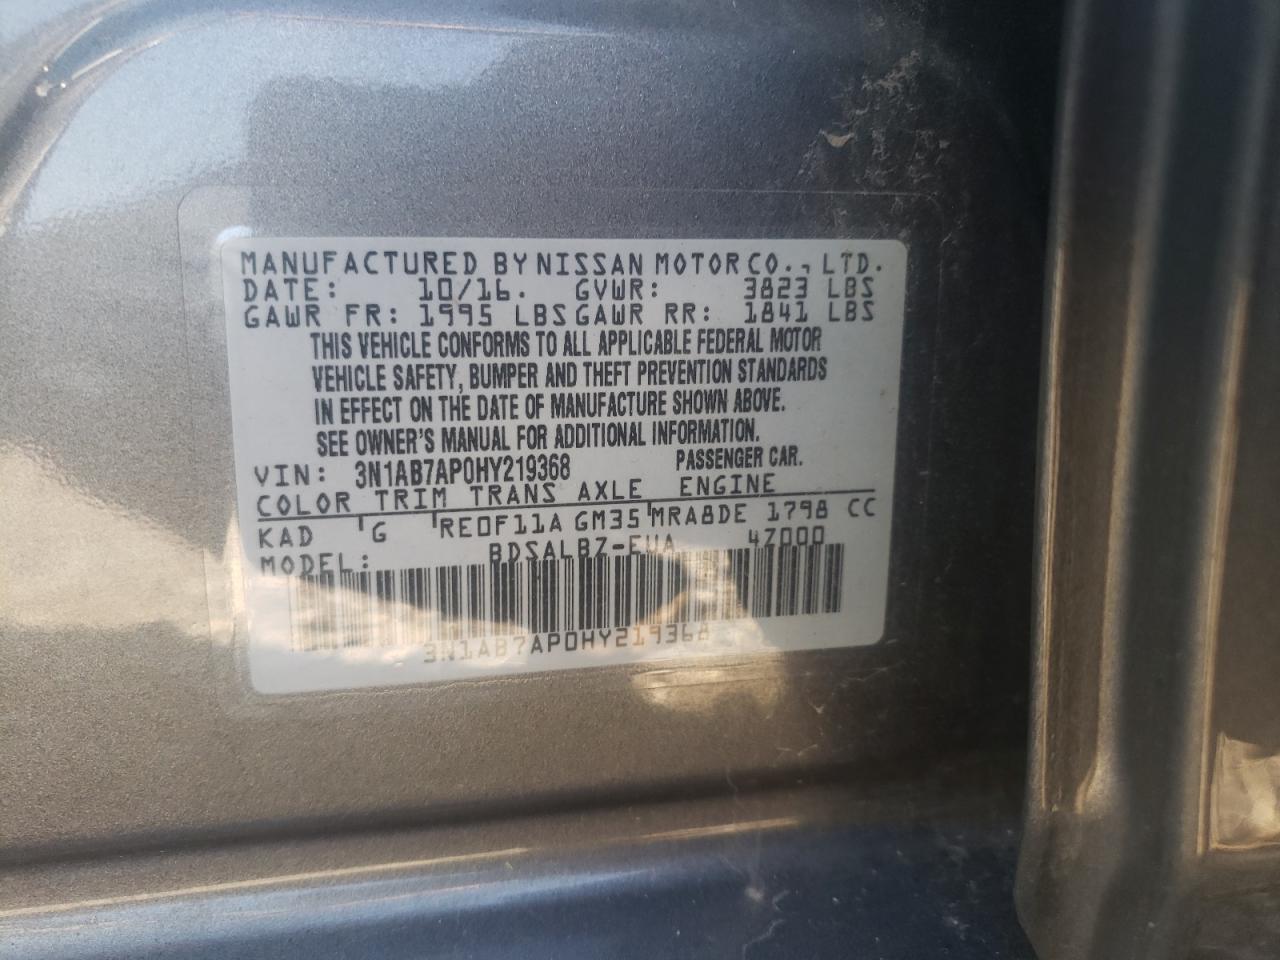 MANUFACTURED BY NISSAN MOTOR CO., LTD.
DATE: 10/16. GVWR: 3823 LBS
GAWR FR: 1995 LBS GAWR RR: 1841 LBS
THIS VEHICLE CONFORMS TO ALL APPLICABLE FEDERAL MOTOR
VEHICLE SAFETY, BUMPER AND THEFT PREVENTION STANDARDS
IN EFFECT ON THE DATE OF MANUFACTURE SHOWN ABOVE.
SEE OWNER'S MANUAL FOR ADDITIONAL INFORMATION.
VIN: 3N1AB7AP0HY219368 PASSENGER CAR.
COLOR TRIM TRANS AXLE ENGINE
KAD G RE0F11A GM35 MRA8DE 1798 CC
MODEL: BDSALBZ-EUA 47000
3N1AB7AP0HY219368